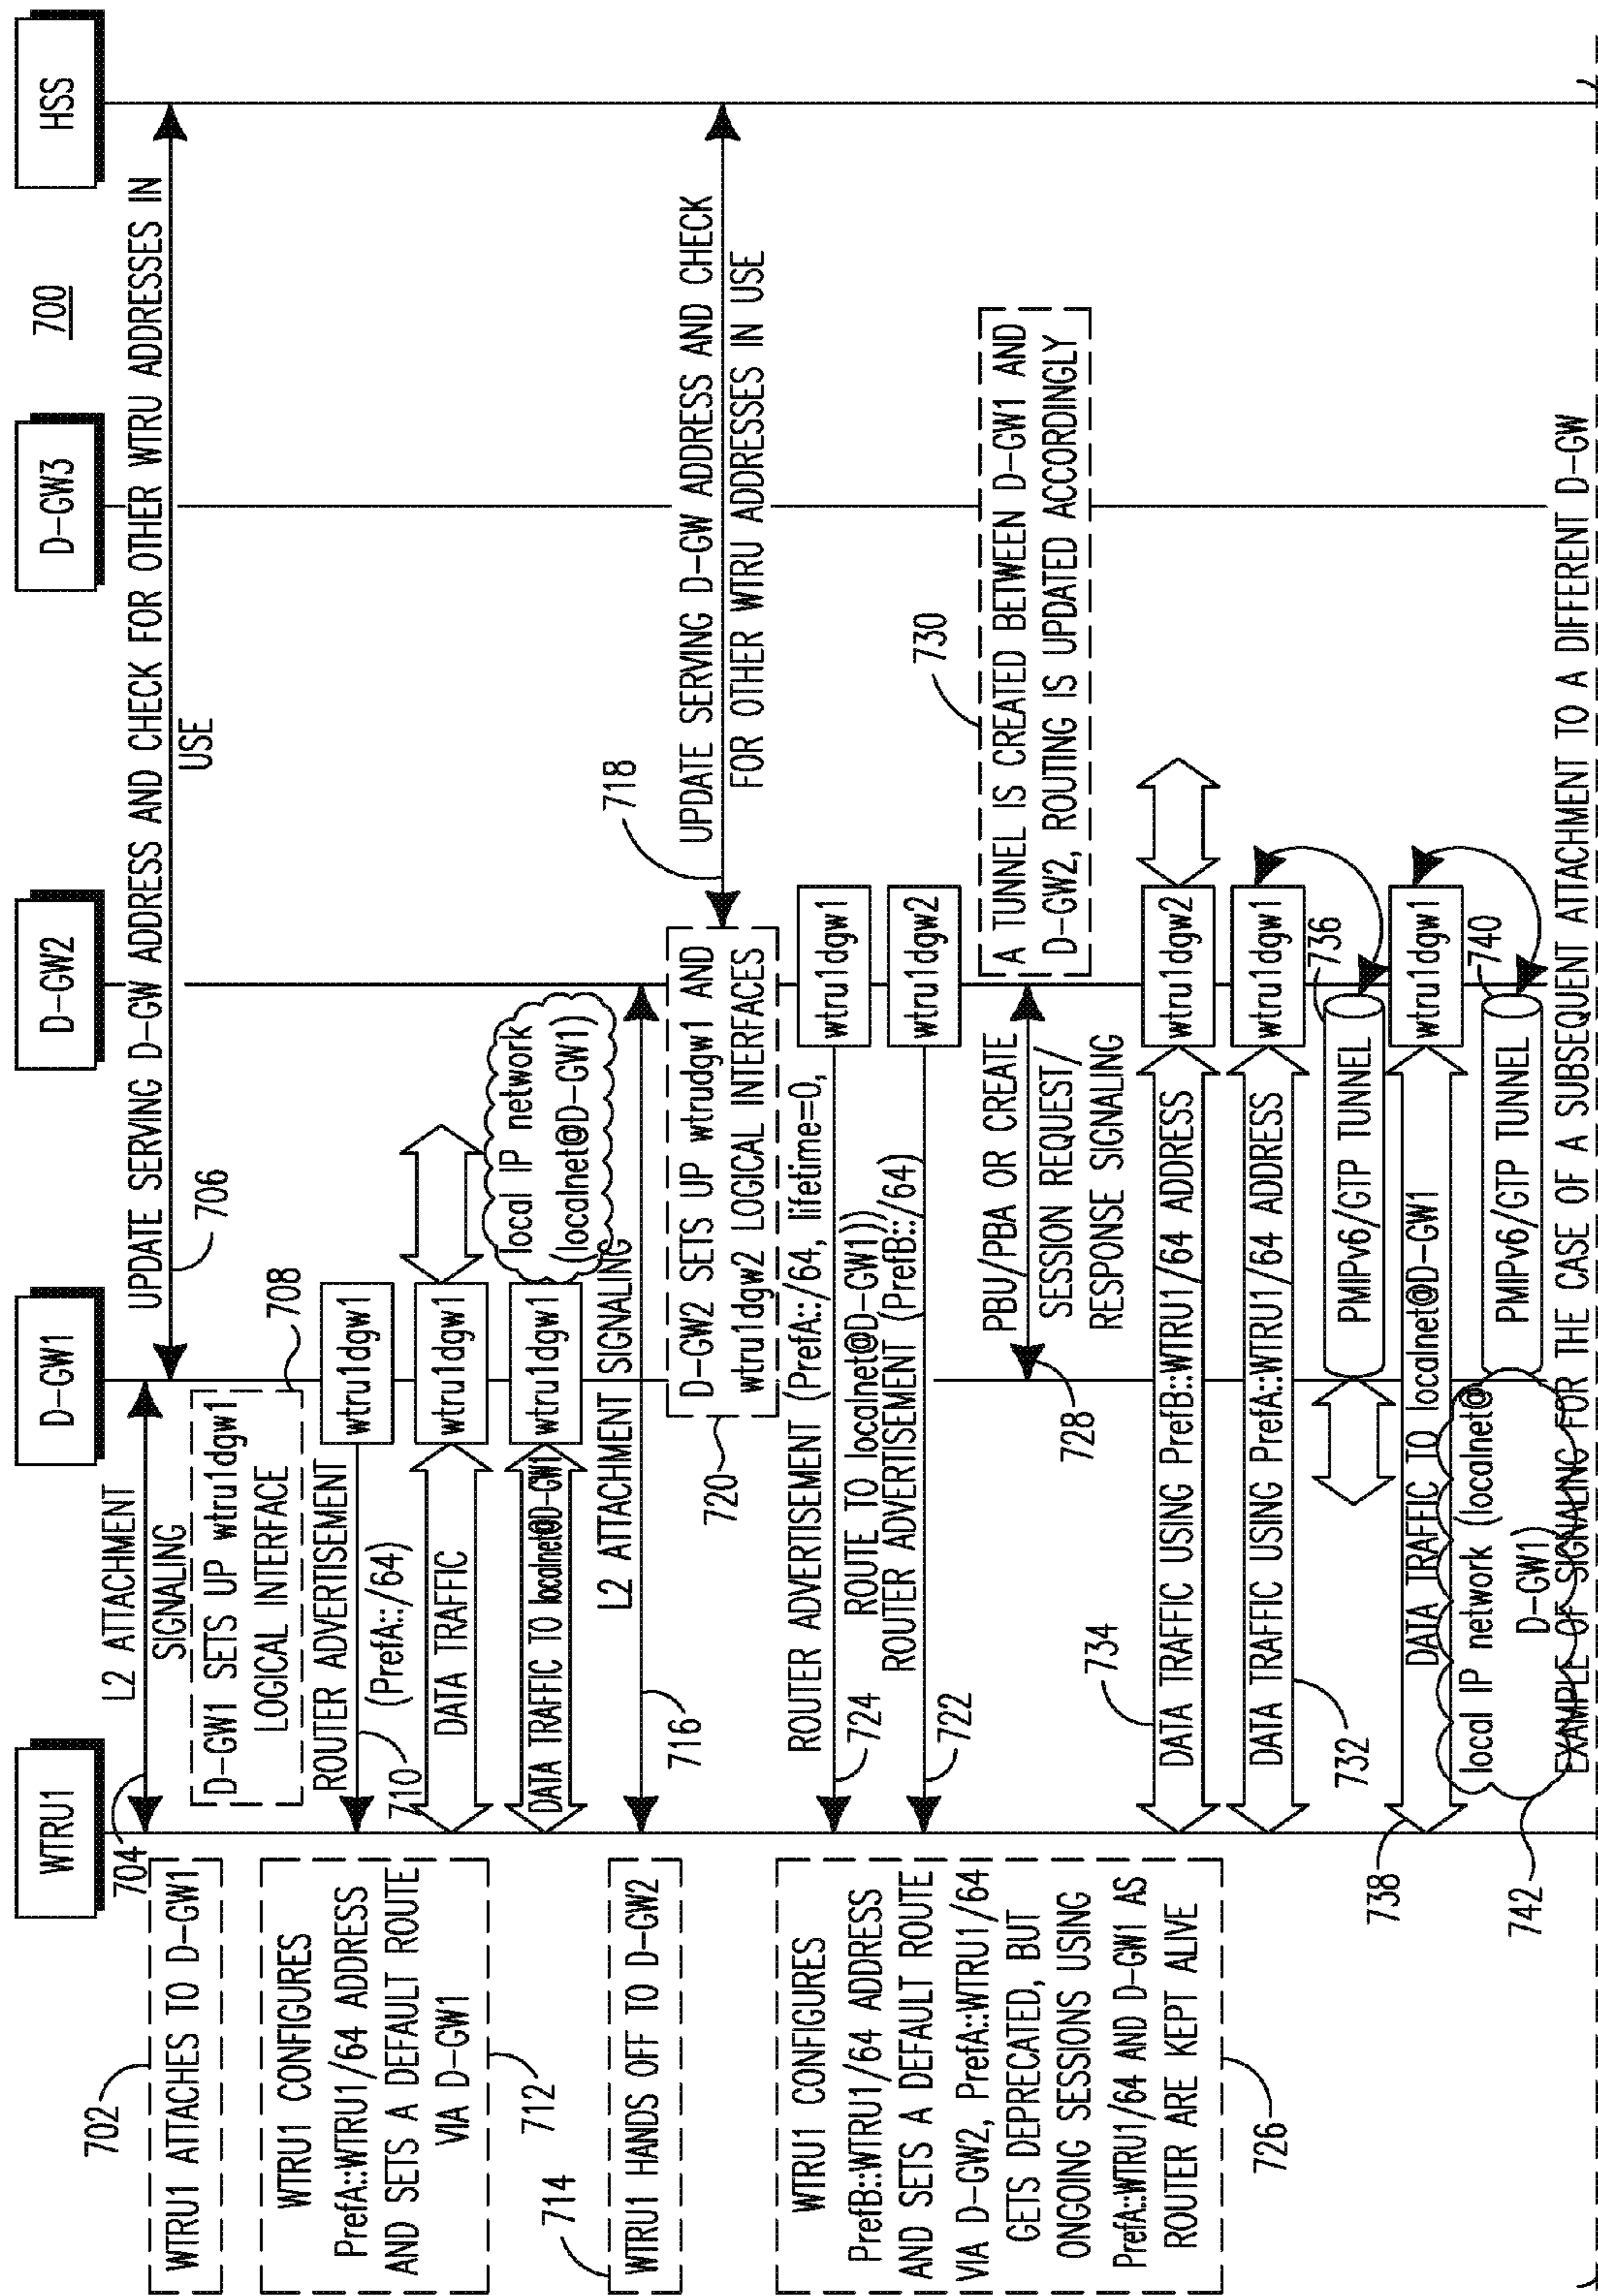 700
WTRU1
D-GW1
D-GW2
D-GW3
HSS
702
WTRU1 ATTACHES TO D-GW1
704
L2 ATTACHMENT
SIGNALING
UPDATE SERVING D-GW ADDRESS AND CHECK FOR OTHER WTRU ADDRESSES IN
USE
706
D-GW1 SETS UP wtru1dgw1
LOGICAL INTERFACE
708
WTRU1 CONFIGURES
PrefA::WTRU1/64 ADDRESS
AND SETS A DEFAULT ROUTE
VIA D-GW1
712
ROUTER ADVERTISEMENT
(PrefA::/64)
710
wtru1dgw1
DATA TRAFFIC
wtru1dgw1
DATA TRAFFIC TO localnet@D-GW1
wtru1dgw1
local IP network
(localnet@D-GW1)
714
WTRU1 HANDS OFF TO D-GW2
L2 ATTACHMENT SIGNALING
716
718
UPDATE SERVING D-GW ADDRESS AND CHECK
FOR OTHER WTRU ADDRESSES IN USE
D-GW2 SETS UP wtrudgw1 AND
wtru1dgw2 LOGICAL INTERFACES
720
WTRU1 CONFIGURES
PrefB::WTRU1/64 ADDRESS
AND SETS A DEFAULT ROUTE
VIA D-GW2, PrefA::WTRU1/64
GETS DEPRECATED, BUT
ONGOING SESSIONS USING
PrefA::WTRU1/64 AND D-GW1 AS
ROUTER ARE KEPT ALIVE
726
ROUTER ADVERTISEMENT (PrefA::/64, lifetime=0,
ROUTE TO localnet@D-GW1))
724
wtru1dgw1
ROUTER ADVERTISEMENT (PrefB::/64)
722
wtru1dgw2
PBU/PBA OR CREATE
SESSION REQUEST/
RESPONSE SIGNALING
728
730
A TUNNEL IS CREATED BETWEEN D-GW1 AND
D-GW2, ROUTING IS UPDATED ACCORDINGLY
734
DATA TRAFFIC USING PrefB::WTRU1/64 ADDRESS
wtru1dgw2
DATA TRAFFIC USING PrefA::WTRU1/64 ADDRESS
wtru1dgw1
732
736
PMIPv6/GTP TUNNEL
738
DATA TRAFFIC TO localnet@D-GW1
wtru1dgw1
740
PMIPv6/GTP TUNNEL
local IP network (localnet@
D-GW1)
742
EXAMPLE OF SIGNALING FOR THE CASE OF A SUBSEQUENT ATTACHMENT TO A DIFFERENT D-GW